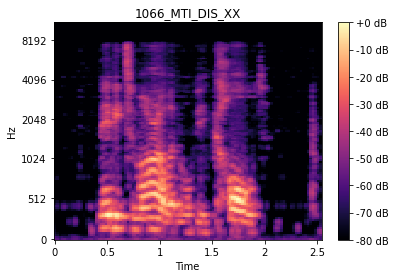 1066_MTI_DIS_XX
Hz
8192
4096
2048
1024
512
0
0
0.5
1
1.5
2
2.5
Time
+0 dB
-10 dB
-20 dB
-30 dB
-40 dB
-50 dB
-60 dB
-70 dB
-80 dB